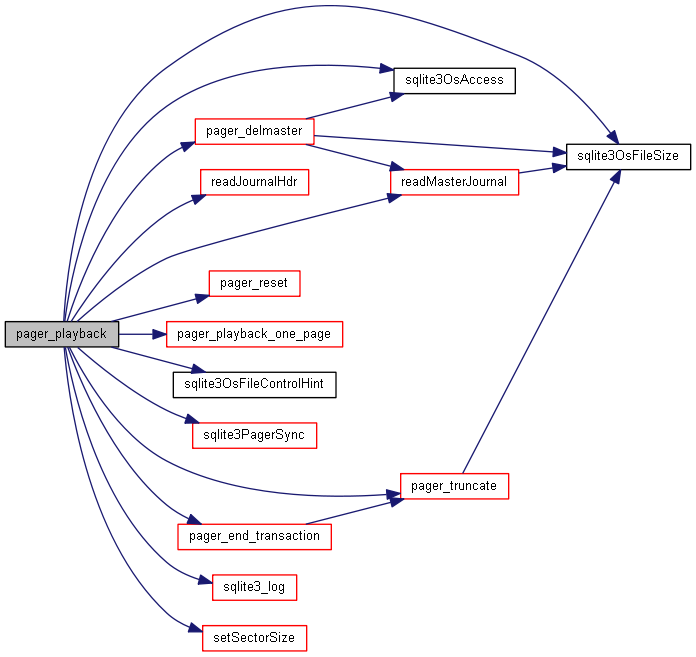 sqlite3OsAccess
pager_delmaster
sqlite3OsFileSize
readJournalHdr
readMasterJournal
pager_reset
pager_playback
pager_playback_one_page
sqlite3OsFileControlHint
sqlite3PagerSync
pager_truncate
pager_end_transaction
sqlite3_log
setSectorSize